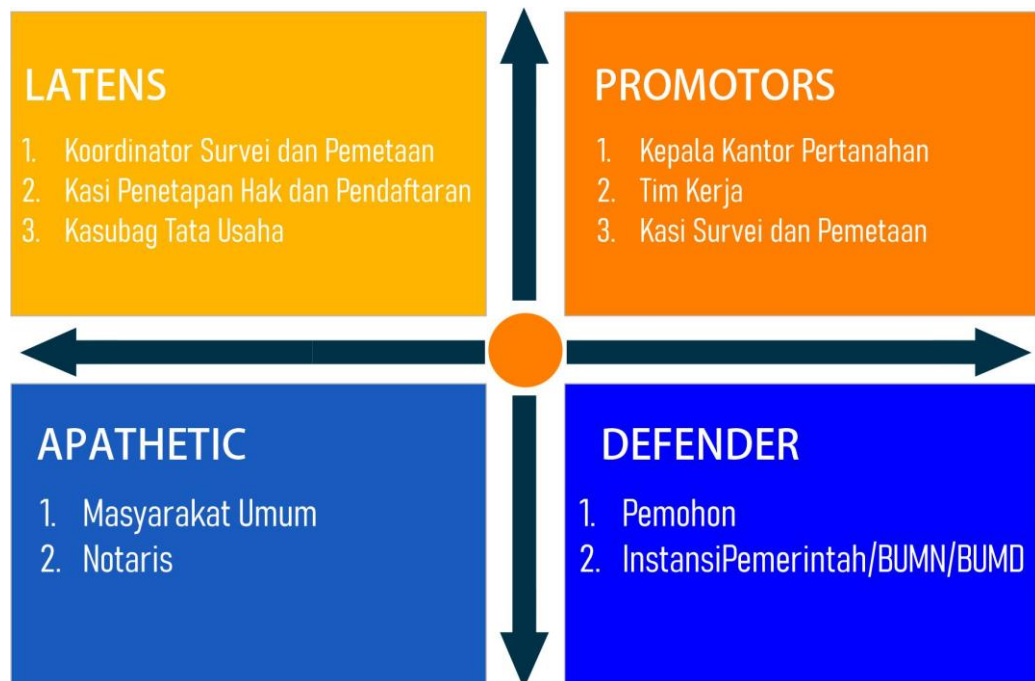 LATENS
1. Koordinator Survei dan Pemetaan
2. Kasi Penetapan Hak dan Pendaftaran
3. Kasubag Tata Usaha
PROMOTORS
1. Kepala Kantor Pertanahan
2. Tim Kerja
3. Kasi Survei dan Pemetaan
APATHETIC
1. Masyarakat Umum
2. Notaris
DEFENDER
1. Pemohon
2. InstansiPemerintah/BUMN/BUMD